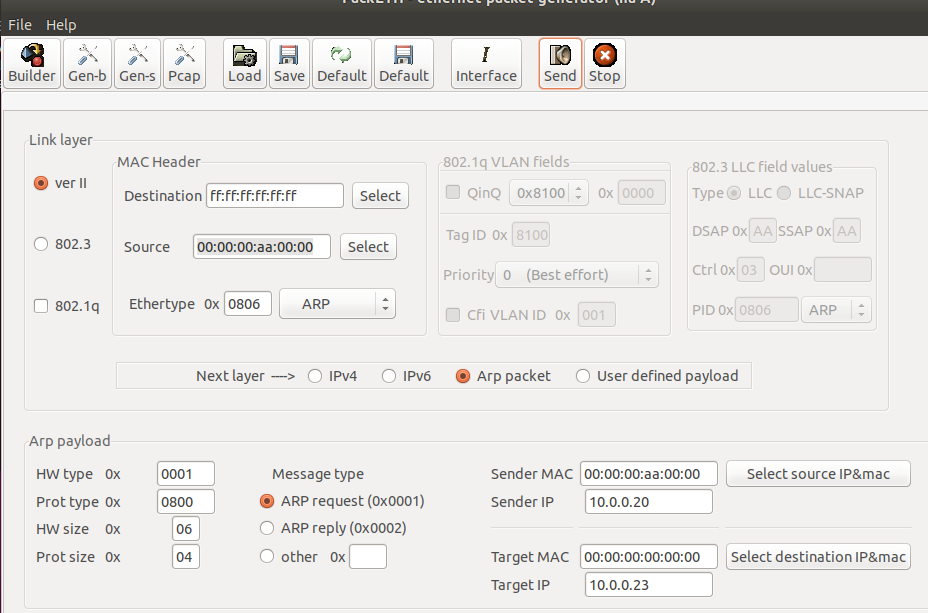 PackETH - ethernet packet generator (na A)
File Help
Builder Gen-b Gen-s Pcap Load Save Default Default Interface Send Stop
Link layer
ver II
802.3
802.1q
MAC Header
Destination ff:ff:ff:ff:ff:ff Select
Source 00:00:00:aa:00:00 Select
Ethertype 0x 0806 ARP
802.1q VLAN fields
QinQ 0x8100 0x 0000
Tag ID 0x 8100
Priority 0 (Best effort)
Cfi VLAN ID 0x 001
802.3 LLC field values
Type LLC LLC-SNAP
DSAP 0x AA SSAP 0x AA
Ctrl 0x 03 OUI 0x
PID 0x 0806 ARP
Next layer ----> IPv4 IPv6 Arp packet User defined payload
Arp payload
HW type 0x 0001
Prot type 0x 0800
HW size 0x 06
Prot size 0x 04
Message type
ARP request (0x0001)
ARP reply (0x0002)
other 0x
Sender MAC 00:00:00:aa:00:00 Select source IP&mac
Sender IP 10.0.0.20
Target MAC 00:00:00:00:00:00 Select destination IP&mac
Target IP 10.0.0.23